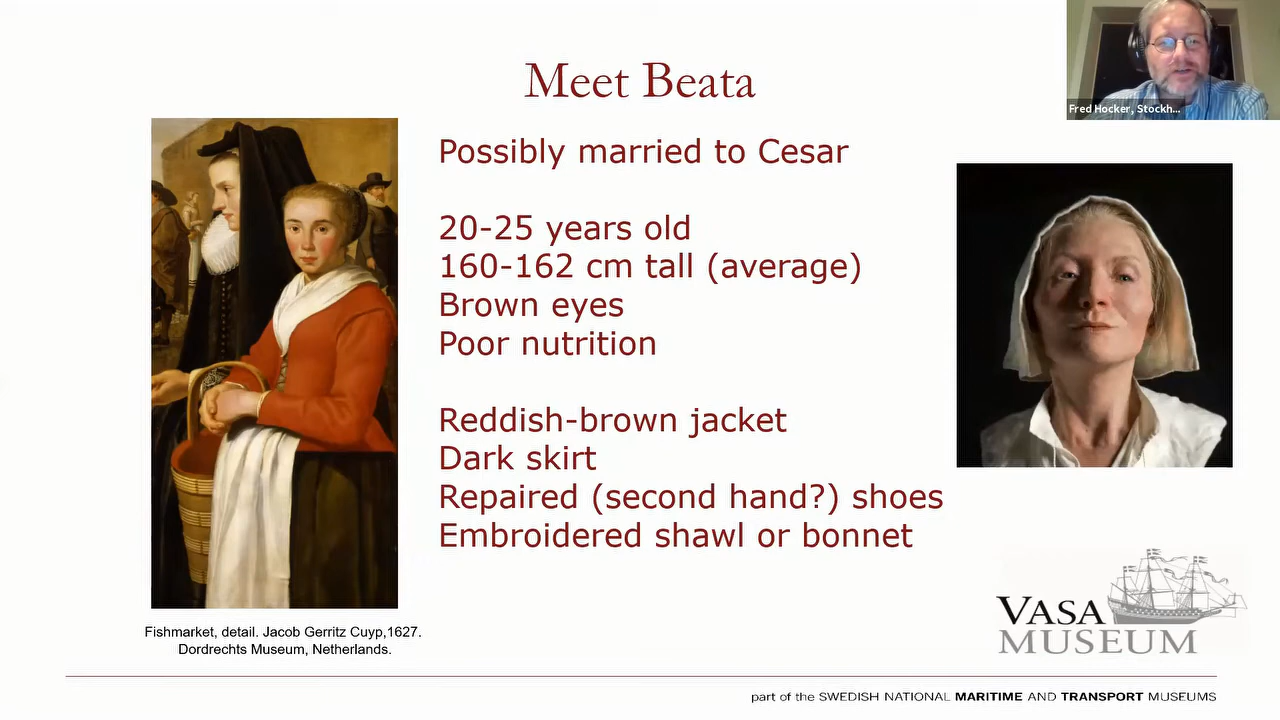 Meet Beata
Fred Hocker, Stockh...
Possibly married to Cesar
20-25 years old
160-162 cm tall (average)
Brown eyes
Poor nutrition
Reddish-brown jacket
Dark skirt
Repaired (second hand?) shoes
Embroidered shawl or bonnet
Fishmarket, detail. Jacob Gerritz Cuyp,1627.
Dordrechts Museum, Netherlands.
VASA
MUSEUM
part of the SWEDISH NATIONAL MARITIME AND TRANSPORT MUSEUMS